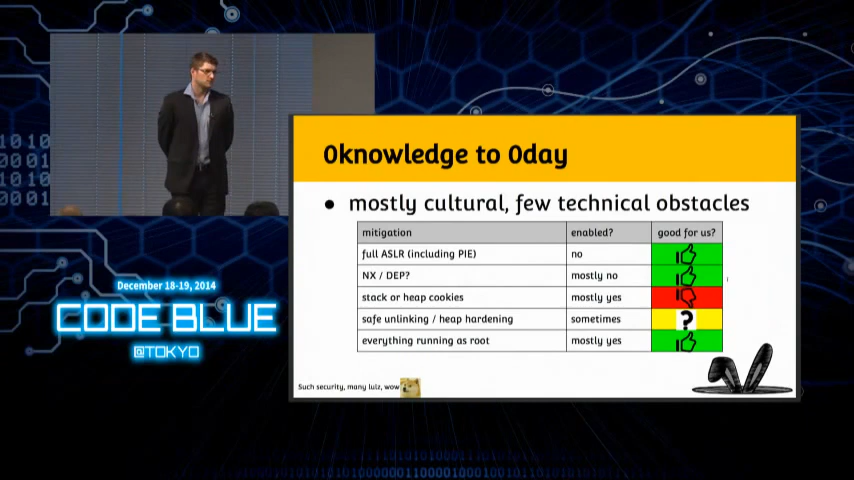 0knowledge to 0day
● mostly cultural, few technical obstacles
mitigation enabled? good for us?
full ASLR (including PIE) no
NX / DEP? mostly no
stack or heap cookies mostly yes
safe unlinking / heap hardening sometimes ?
everything running as root mostly yes
Such security, many lulz, wow
December 18-19, 2014
CODE BLUE
@TOKYO